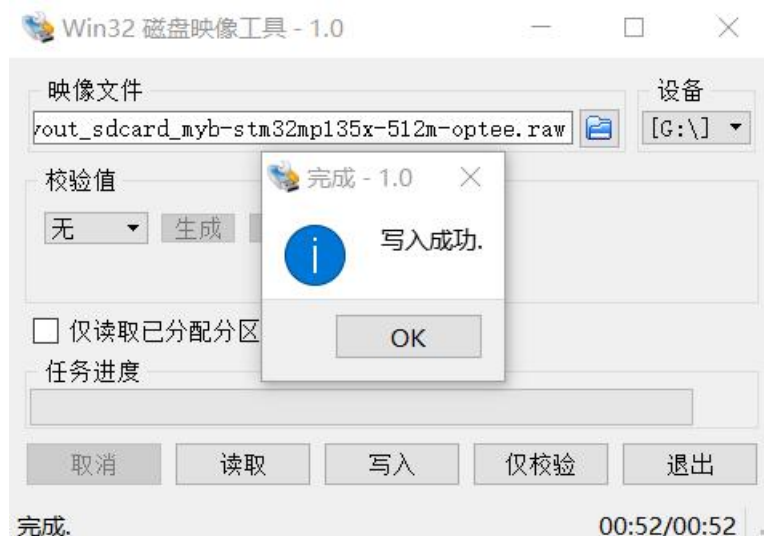 Win32 磁盘映像工具 - 1.0
映像文件
设备
yout_sdcard_myb-stm32mp135x-512m-optee.raw
[G:\]
校验值
完成 - 1.0
无
生成
写入成功.
OK
仅读取已分配分区
任务进度
取消
读取
写入
仅校验
退出
完成.
00:52/00:52